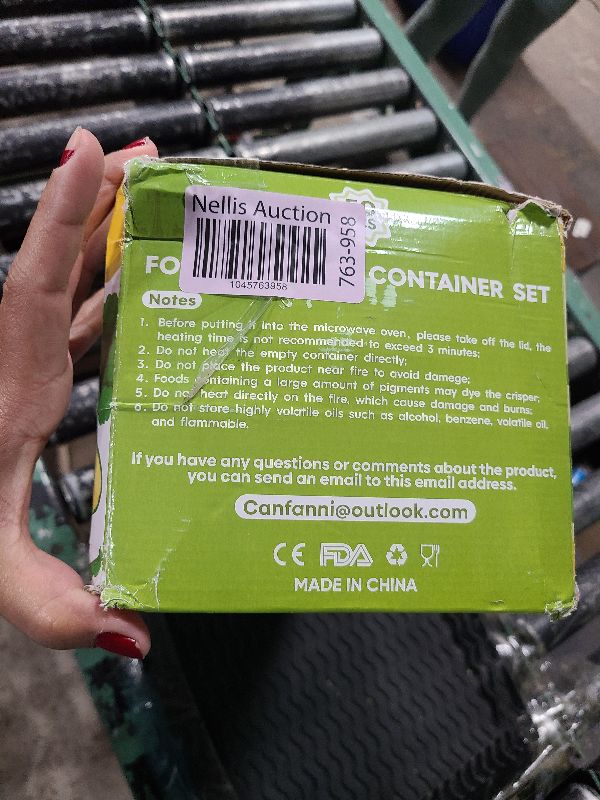 Nellis Auction
1045763958
763-958
FO CONTAINER SET
Notes
1. Before putting it into the microwave oven, please take off the lid, the
heating time is not recommended to exceed 3 minutes;
2. Do not heat the empty container directly;
3. Do not place the product near fire to avoid damage;
4. Foods containing a large amount of pigments may dye the crisper;
5. Do not heat directly on the fire, which cause damage and burns;
6. Do not store highly volatile oils such as alcohol, benzene, volatile oil,
and flammable.
If you have any questions or comments about the product,
you can send an email to this email address.
Canfanni@outlook.com
CE FDA
MADE IN CHINA